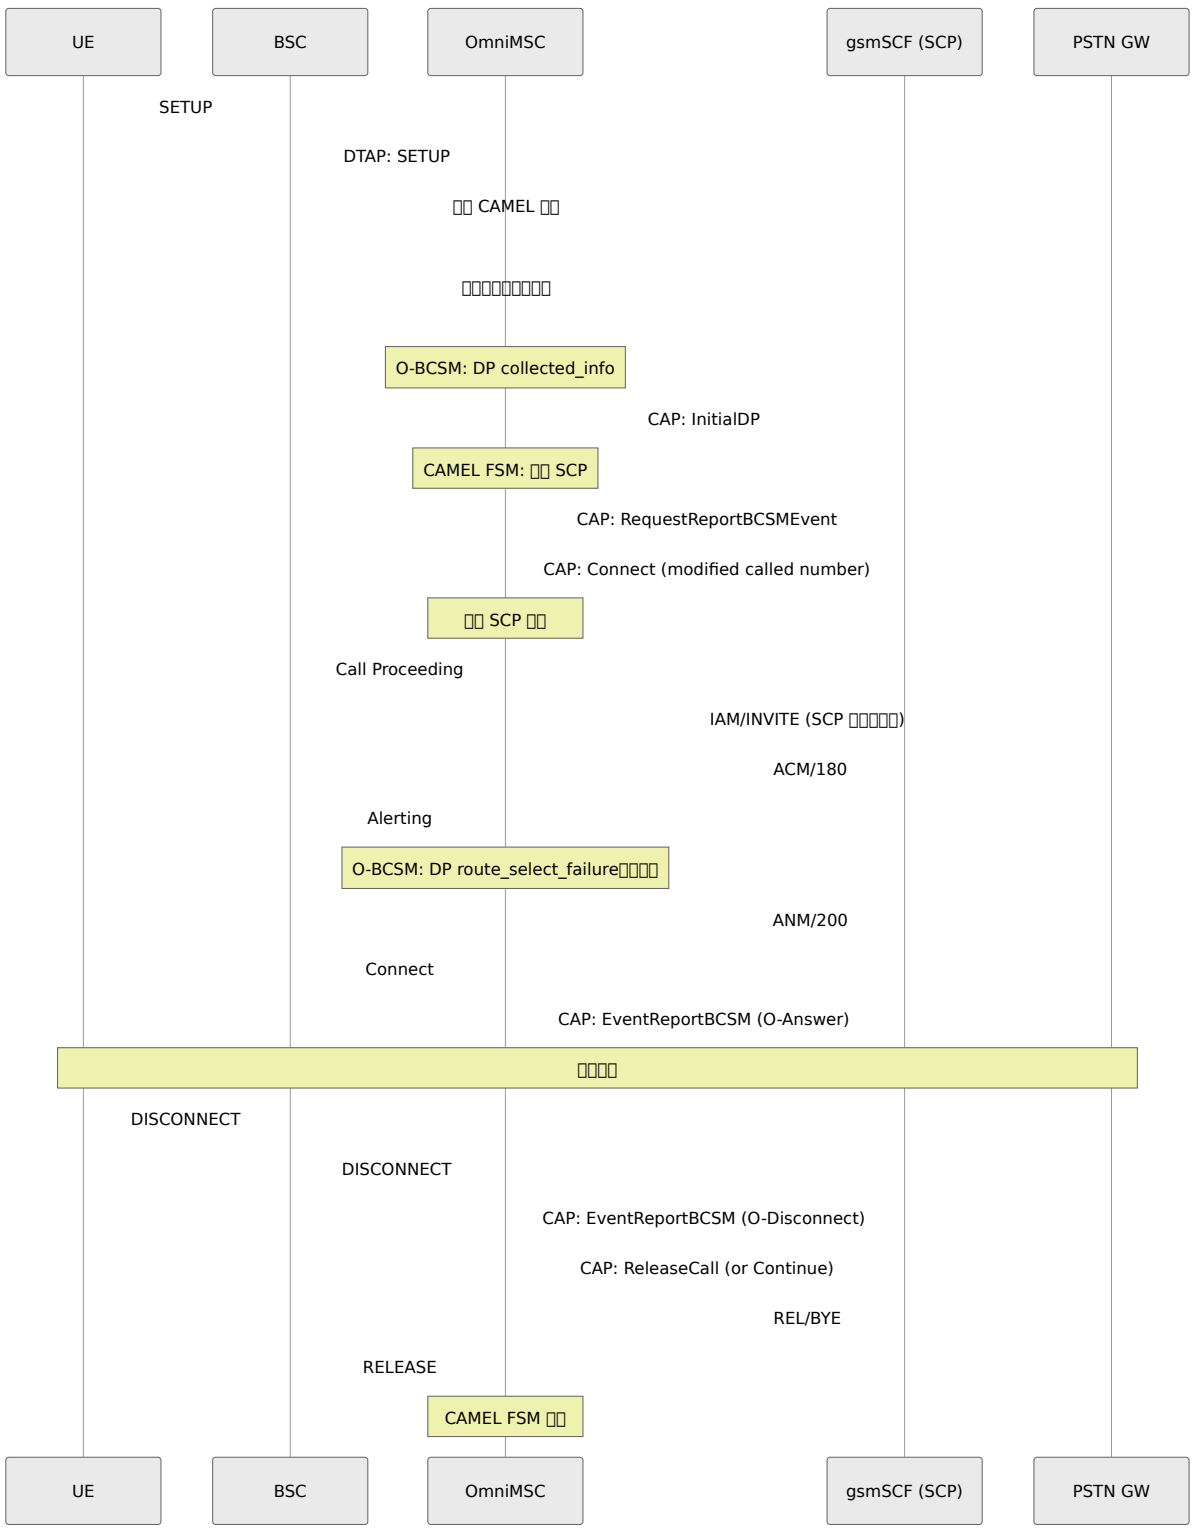 UE BSC OmniMSC gsmSCF (SCP) PSTN GW
SETUP
DTAP: SETUP
CAMEL
O-BCSM: DP collected_info
CAP: InitialDP
CAMEL FSM: SCP
CAP: RequestReportBCSMEvent
CAP: Connect (modified called number)
SCP
Call Proceeding
IAM/INVITE (SCP )
ACM/180
Alerting
O-BCSM: DP route_select_failure
ANM/200
Connect
CAP: EventReportBCSM (O-Answer)
DISCONNECT
DISCONNECT
CAP: EventReportBCSM (O-Disconnect)
CAP: ReleaseCall (or Continue)
REL/BYE
RELEASE
CAMEL FSM
UE BSC OmniMSC gsmSCF (SCP) PSTN GW